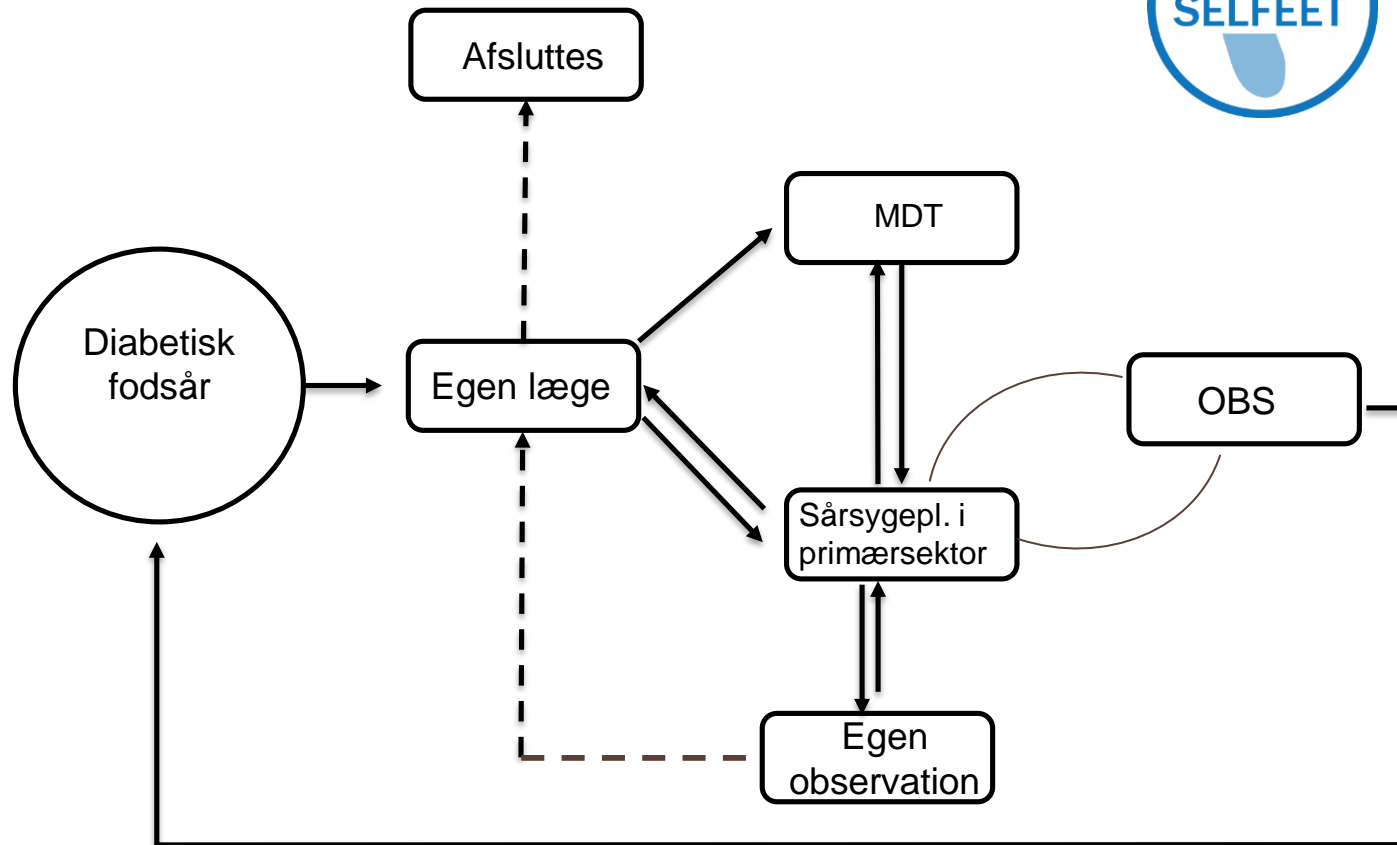 SELFEET
Afsluttes
MDT
Diabetisk
fodsår
Egen læge
OBS
Sårsygepl. i
primærsektor
Egen
observation